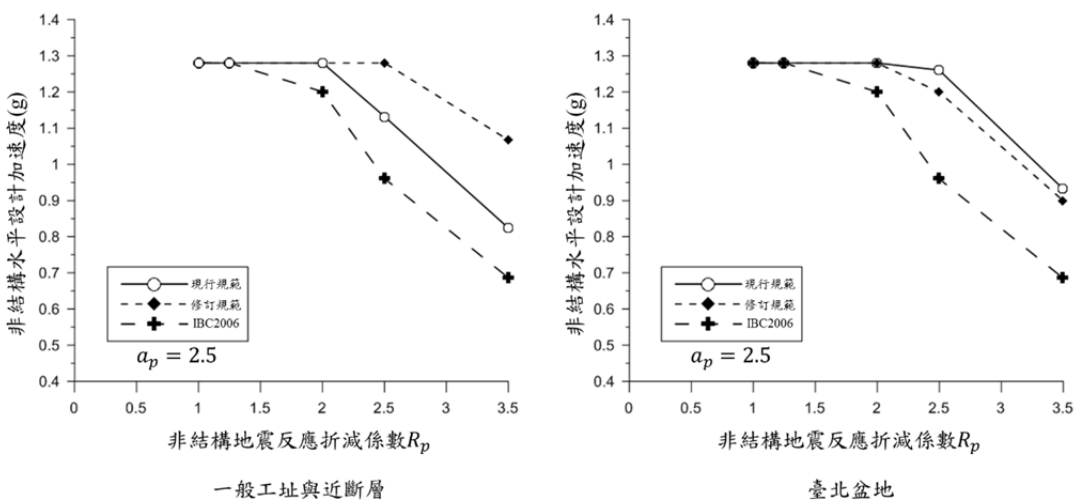 非結構水平設計加速度(g)
1.4
1.3
1.2
1.1
1
0.9
0.8
0.7
0.6
0.5
0.4
現行規範
修訂規範
IBC2006
a_p = 2.5
0 0.5 1 1.5 2 2.5 3 3.5
非結構地震反應折減係數R_p
一般工址與近斷層
非結構水平設計加速度(g)
1.4
1.3
1.2
1.1
1
0.9
0.8
0.7
0.6
0.5
0.4
現行規範
修訂規範
IBC2006
a_p = 2.5
0 0.5 1 1.5 2 2.5 3 3.5
非結構地震反應折減係數R_p
臺北盆地